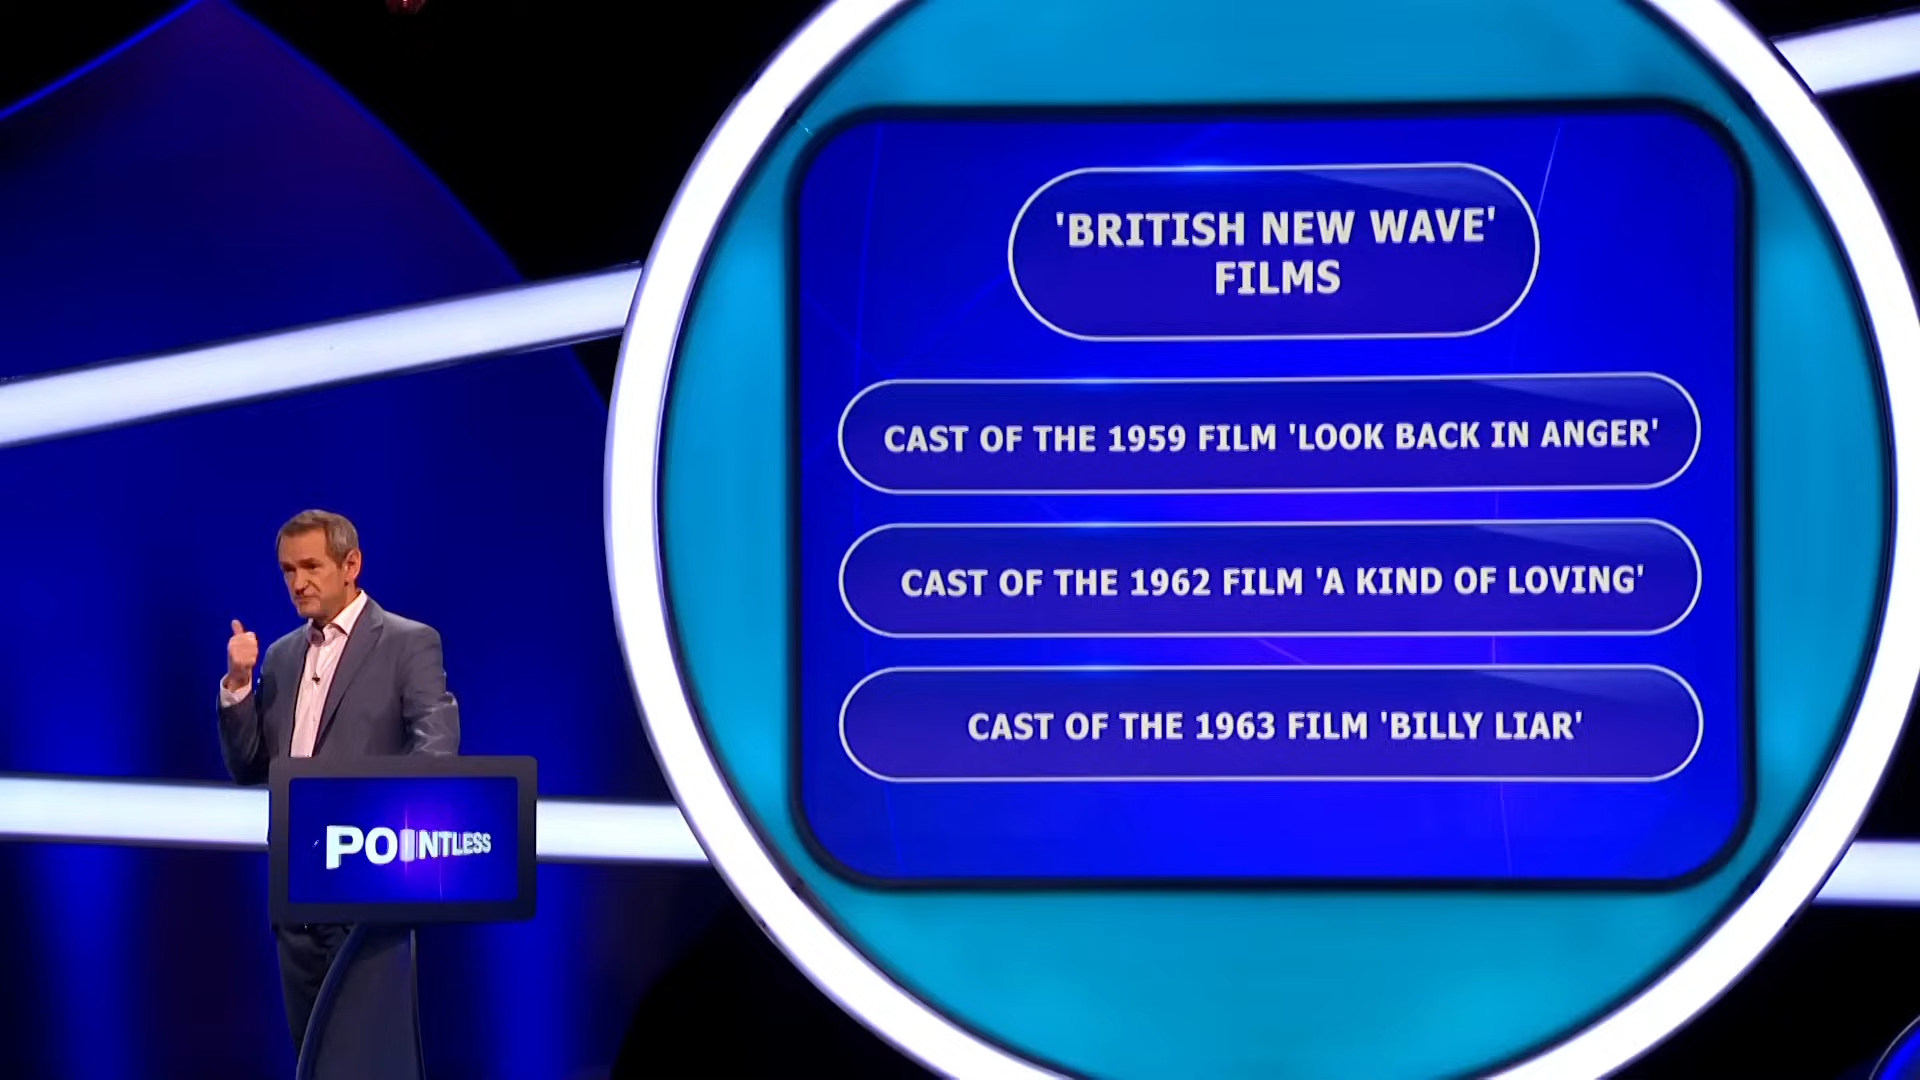 'BRITISH NEW WAVE'
FILMS
CAST OF THE 1959 FILM 'LOOK BACK IN ANGER'
CAST OF THE 1962 FILM 'A KIND OF LOVING'
CAST OF THE 1963 FILM 'BILLY LIAR'
POINTLESS